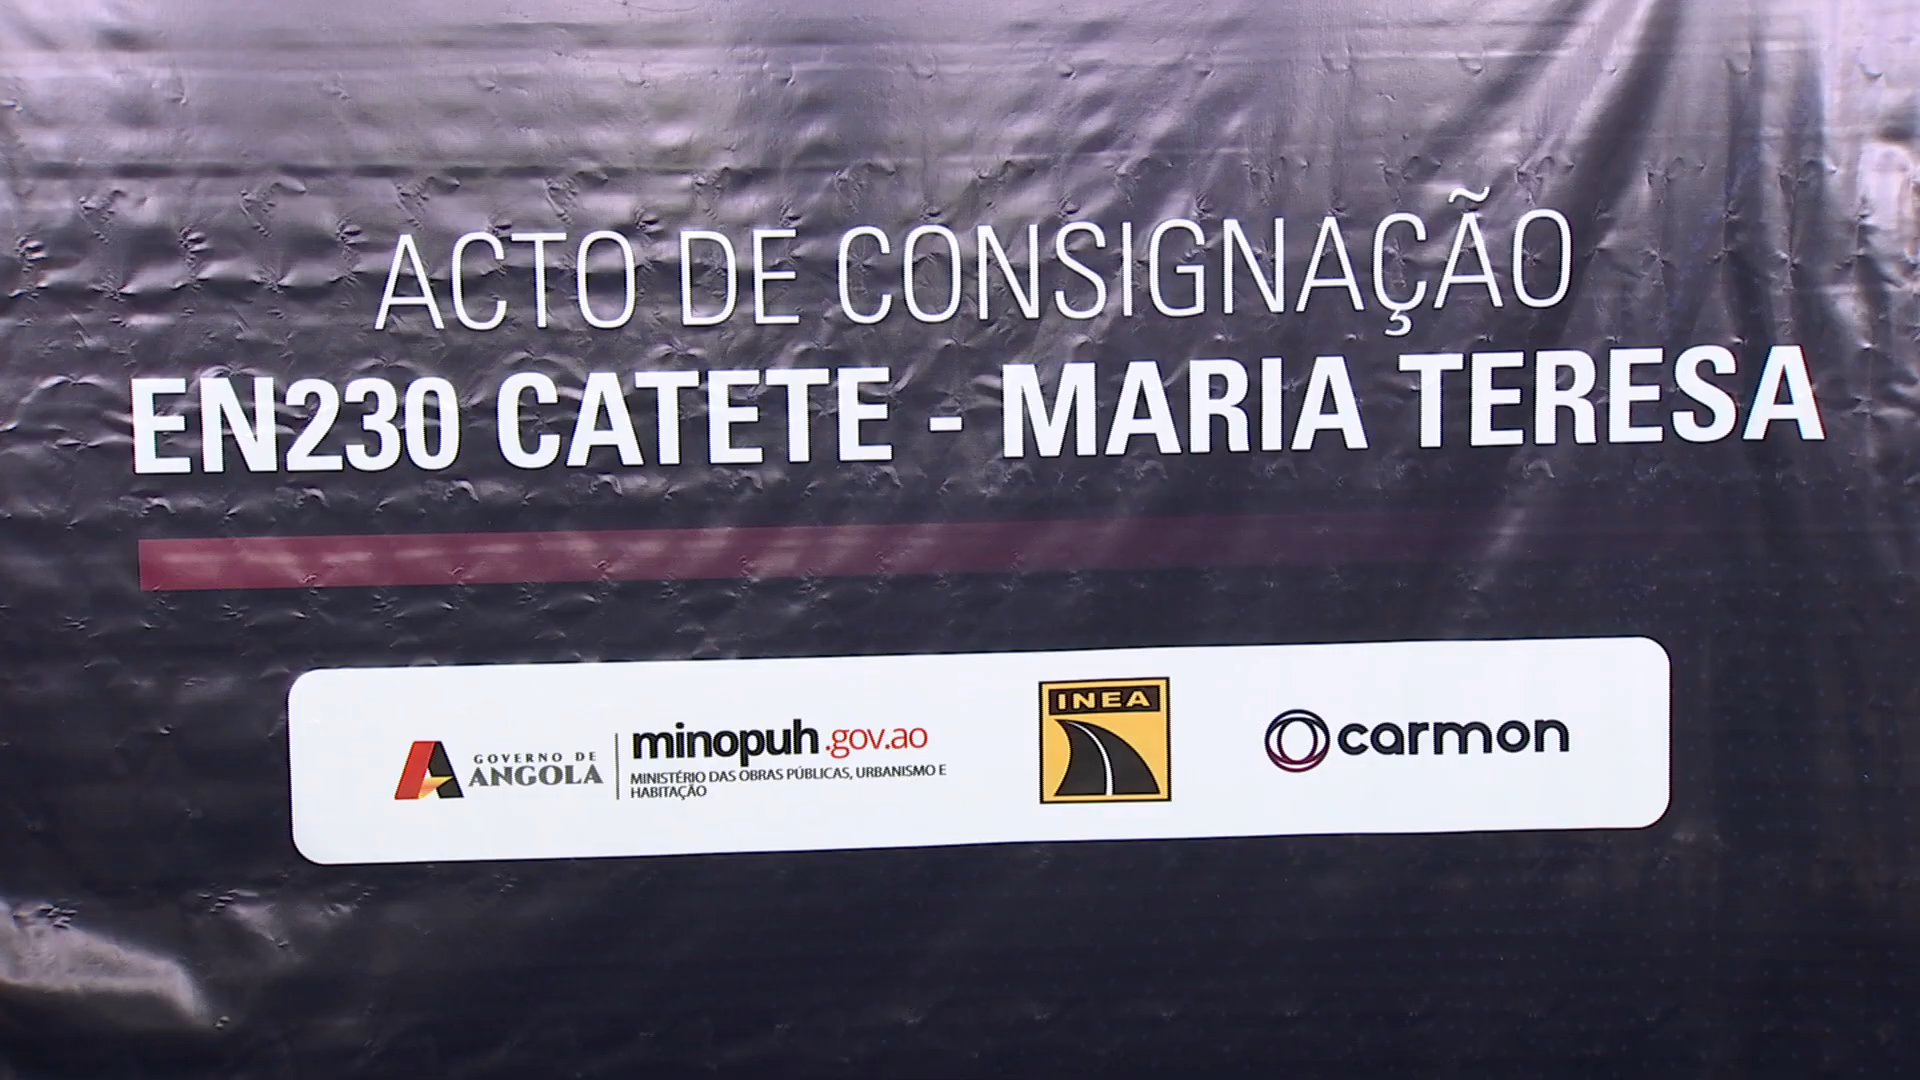 ACTO DE CONSIGNAÇÃO
EN230 CATETE - MARIA TERESA
GOVERNO DE
ANGOLA
minopuh.gov.ao
MINISTÉRIO DAS OBRAS PÚBLICAS, URBANISMO E
HABITAÇÃO
INEA
carmon